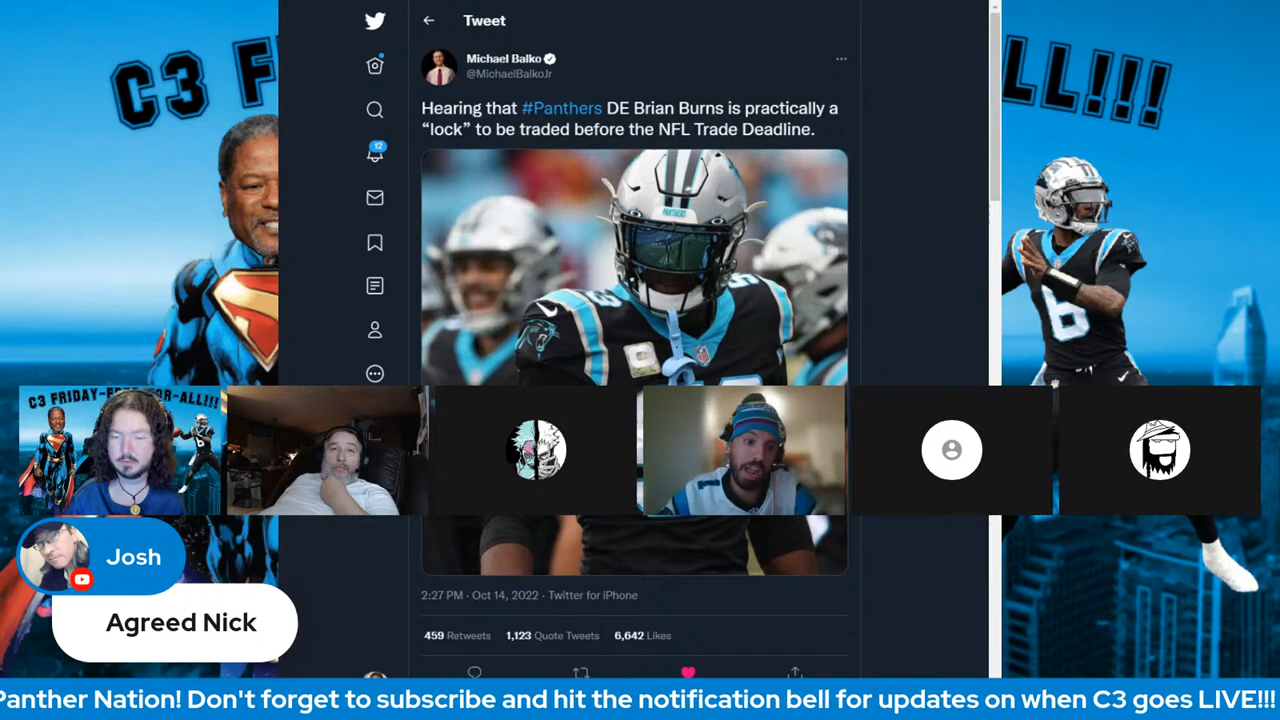 C3 F
LL!!!
Tweet
Michael Balko
@MichaelBalkoJr
Hearing that #Panthers DE Brian Burns is practically a
“lock” to be traded before the NFL Trade Deadline.
12
PANTHERS
C
6
C3 FRIDAY-FREE-FOR-ALL!!!
1
Josh
Agreed Nick
2:27 PM · Oct 14, 2022 · Twitter for iPhone
459 Retweets 1,123 Quote Tweets 6,642 Likes
Panther Nation! Don't forget to subscribe and hit the notification bell for updates on when C3 goes LIVE!!!